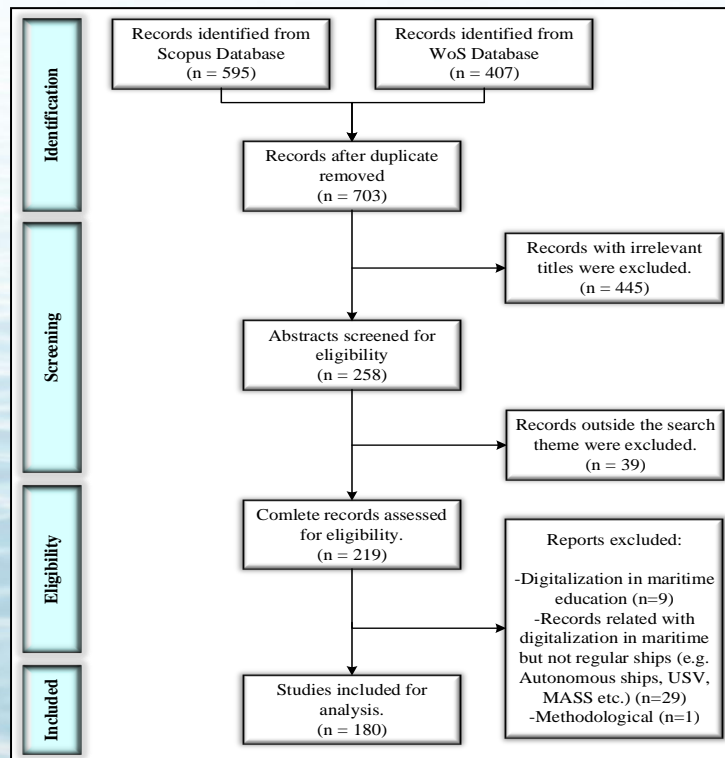 Identification
Records identified from
Scopus Database
(n = 595)
Records identified from
WoS Database
(n = 407)
Records after duplicate
removed
(n = 703)
Screening
Records with irrelevant
titles were excluded.
(n = 445)
Abstracts screened for
eligibility
(n = 258)
Records outside the search
theme were excluded.
(n = 39)
Eligibility
Comlete records assessed
for eligibility.
(n = 219)
Reports excluded:
-Digitalization in maritime
education (n=9)
-Records related with
digitalization in maritime
but not regular ships (e.g.
Autonomous ships, USV,
MASS etc.) (n=29)
-Methodological (n=1)
Included
Studies included for
analysis.
(n = 180)